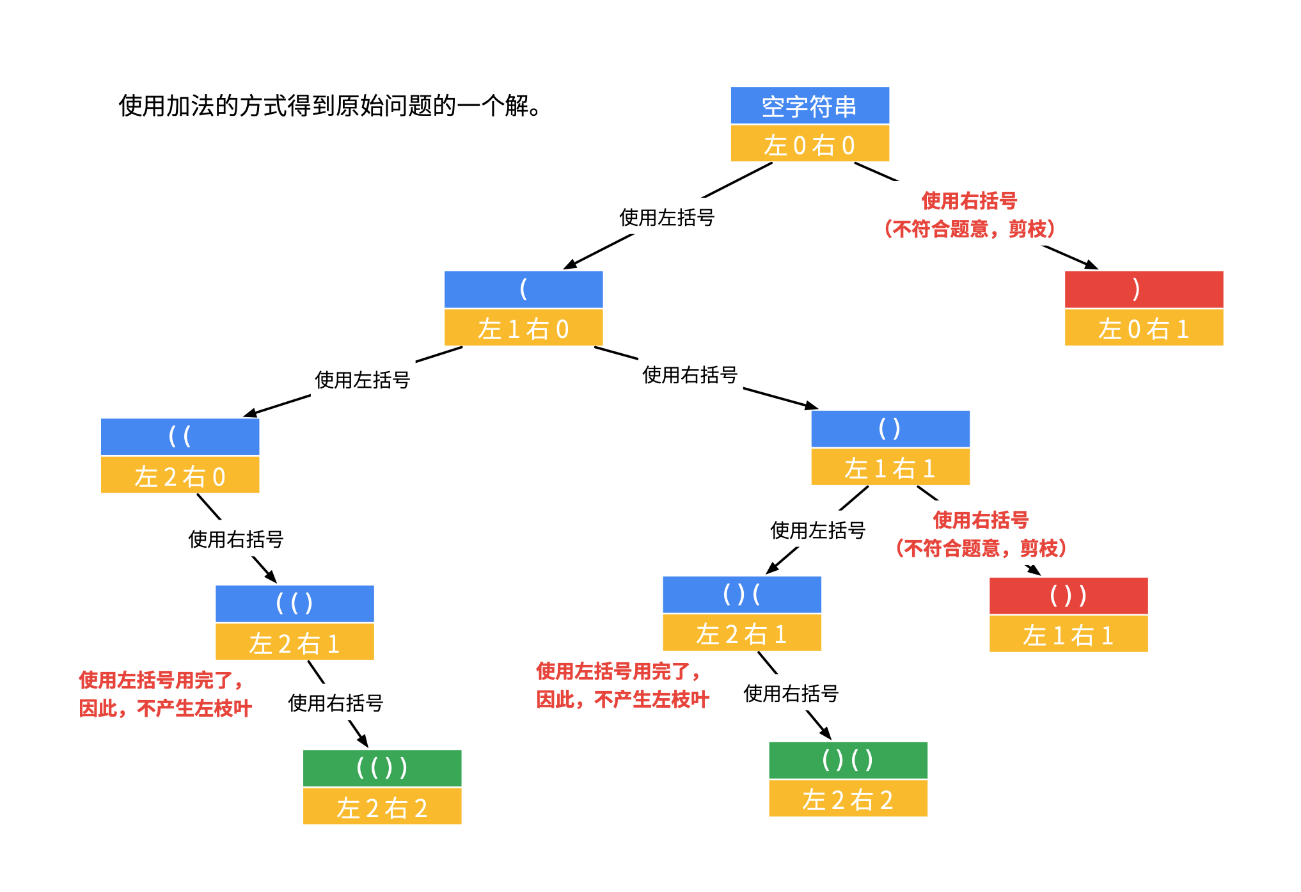 使用加法的方式得到原始问题的一个解。
空字符串
左 0 右 0
使用左括号
使用右括号
（不符合题意，剪枝）
(
左 1 右 0
)
左 0 右 1
使用左括号
使用右括号
( (
左 2 右 0
( )
左 1 右 1
使用右括号
使用左括号
使用右括号
（不符合题意，剪枝）
( ( )
左 2 右 1
( ) (
左 2 右 1
( ) )
左 1 右 1
使用左括号用完了，
因此，不产生左枝叶
使用右括号
使用左括号用完了，
因此，不产生左枝叶
使用右括号
( ( ) )
左 2 右 2
( ) ( )
左 2 右 2